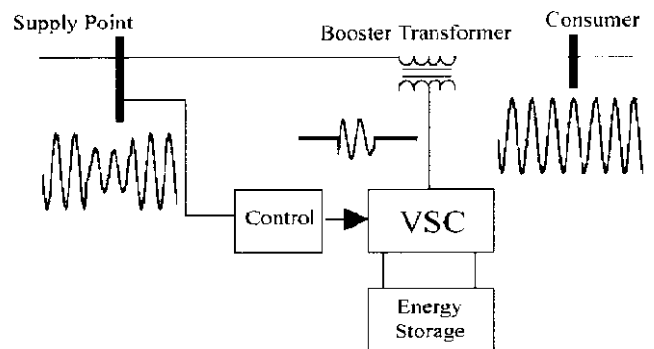 Supply Point
Consumer
Booster Transformer
Control
VSC
Energy
Storage